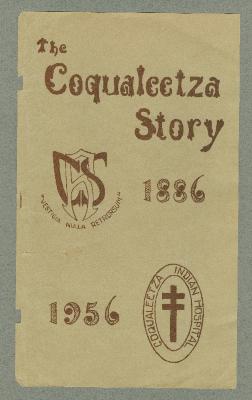 The
Coqualeetza
Story
"VESTIGIA NULLA RETRORSUM"
1886
1956
COQUALEETZA INDIAN HOSPITAL